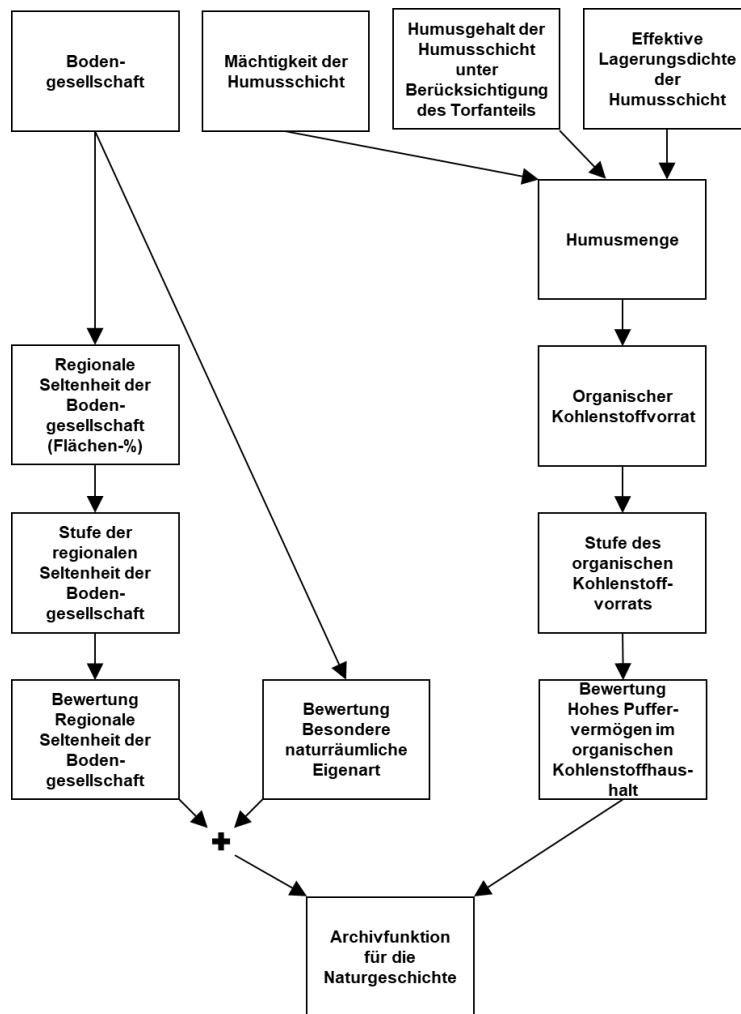 Boden-
gesellschaft
Mächtigkeit der
Humusschicht
Humusgehalt der
Humusschicht
unter
Berücksichtigung
des Torfanteils
Effektive
Lagerungsdichte
der
Humusschicht
Humusmenge
Regionale
Seltenheit der
Boden-
gesellschaft
(Flächen-%)
Organischer
Kohlenstoffvorrat
Stufe der
regionalen
Seltenheit der
Boden-
gesellschaft
Stufe des
organischen
Kohlenstoff-
vorrats
Bewertung
Regionale
Seltenheit der
Boden-
gesellschaft
Bewertung
Besondere
naturräumliche
Eigenart
Bewertung
Hohes Puffer-
vermögen im
organischen
Kohlenstoffhaus-
halt
+
Archivfunktion
für die
Naturgeschichte